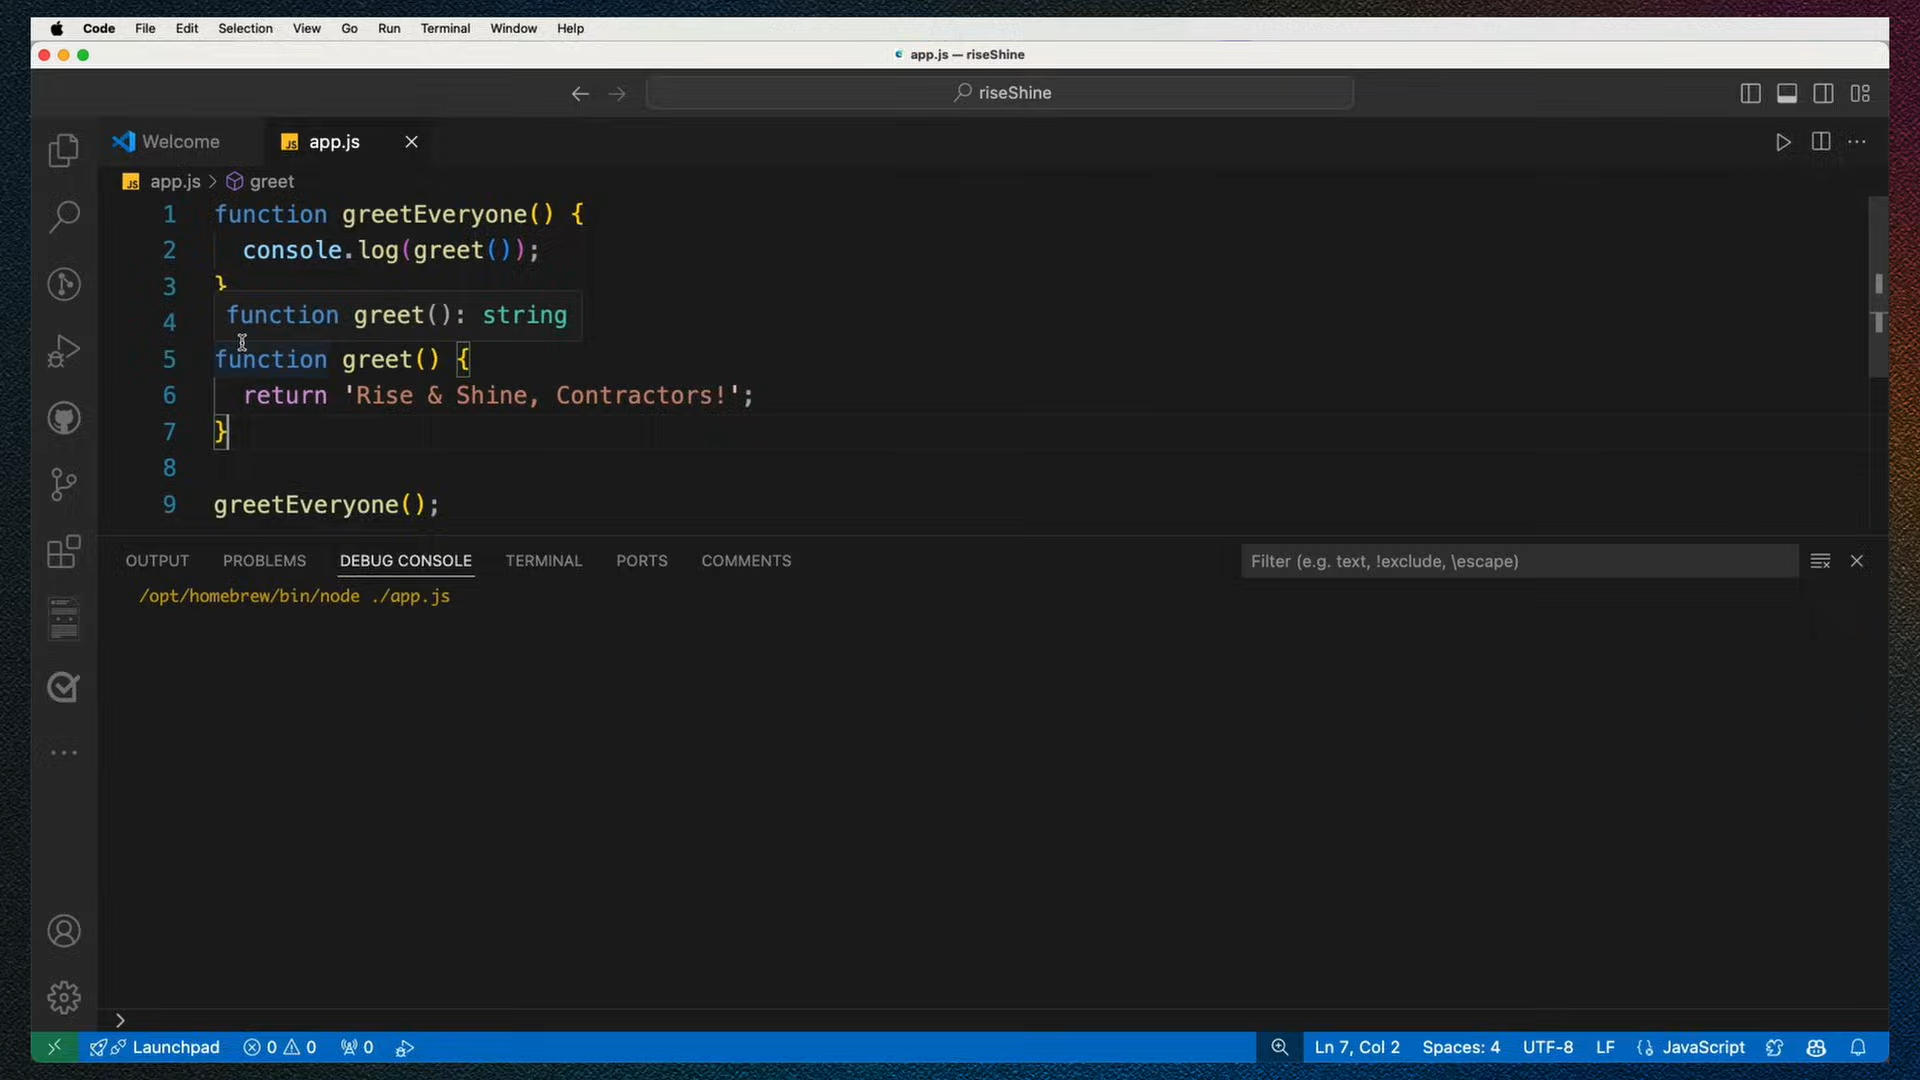 Code File Edit Selection View Go Run Terminal Window Help
app.js — riseShine
riseShine
Welcome app.js
app.js > greet
1 function greetEveryone() {
2 console.log(greet());
3 }
function greet(): string
4
5 function greet() {
6 return 'Rise & Shine, Contractors!';
7 }
8
9 greetEveryone();
OUTPUT PROBLEMS DEBUG CONSOLE TERMINAL PORTS COMMENTS Filter (e.g. text, !exclude, \escape)
/opt/homebrew/bin/node ./app.js
Launchpad 0 0 0 Ln 7, Col 2 Spaces: 4 UTF-8 LF JavaScript